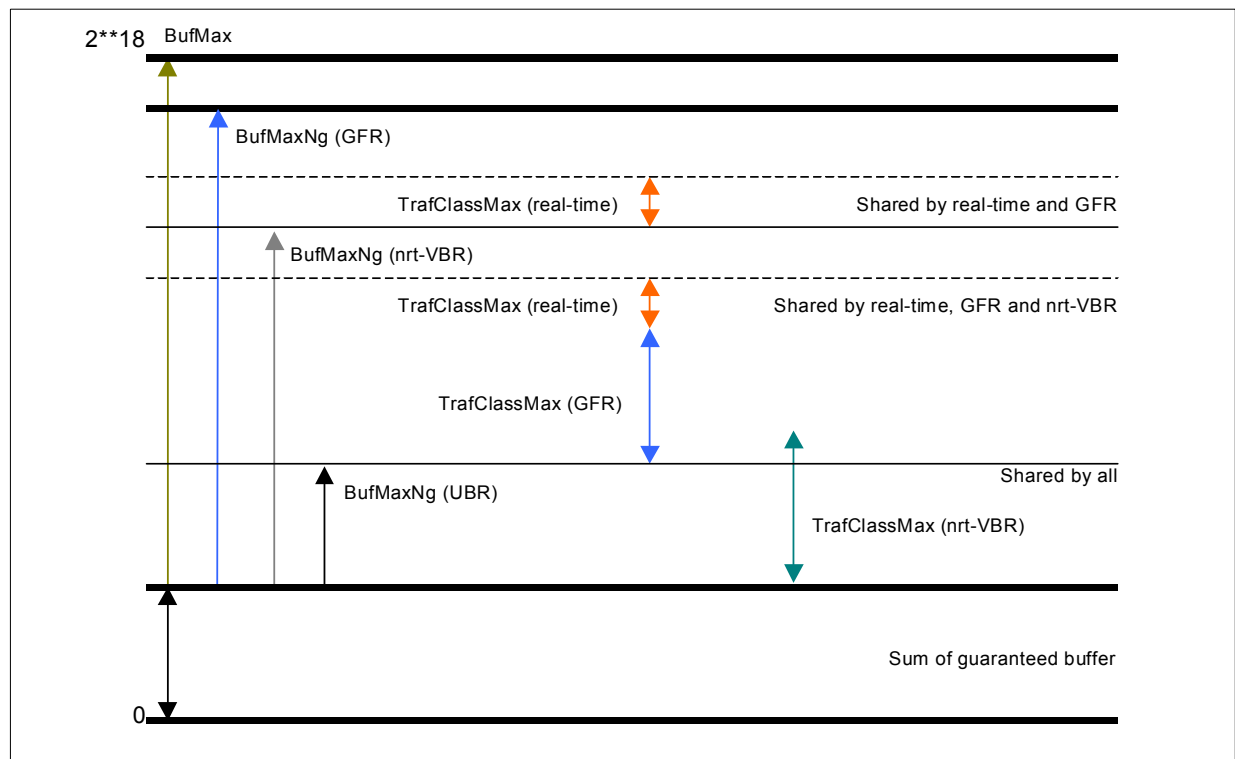 2**18 BufMax
BufMaxNg (GFR)
TrafClassMax (real-time) Shared by real-time and GFR
BufMaxNg (nrt-VBR)
TrafClassMax (real-time) Shared by real-time, GFR and nrt-VBR
TrafClassMax (GFR)
Shared by all
BufMaxNg (UBR)
TrafClassMax (nrt-VBR)
Sum of guaranteed buffer
0